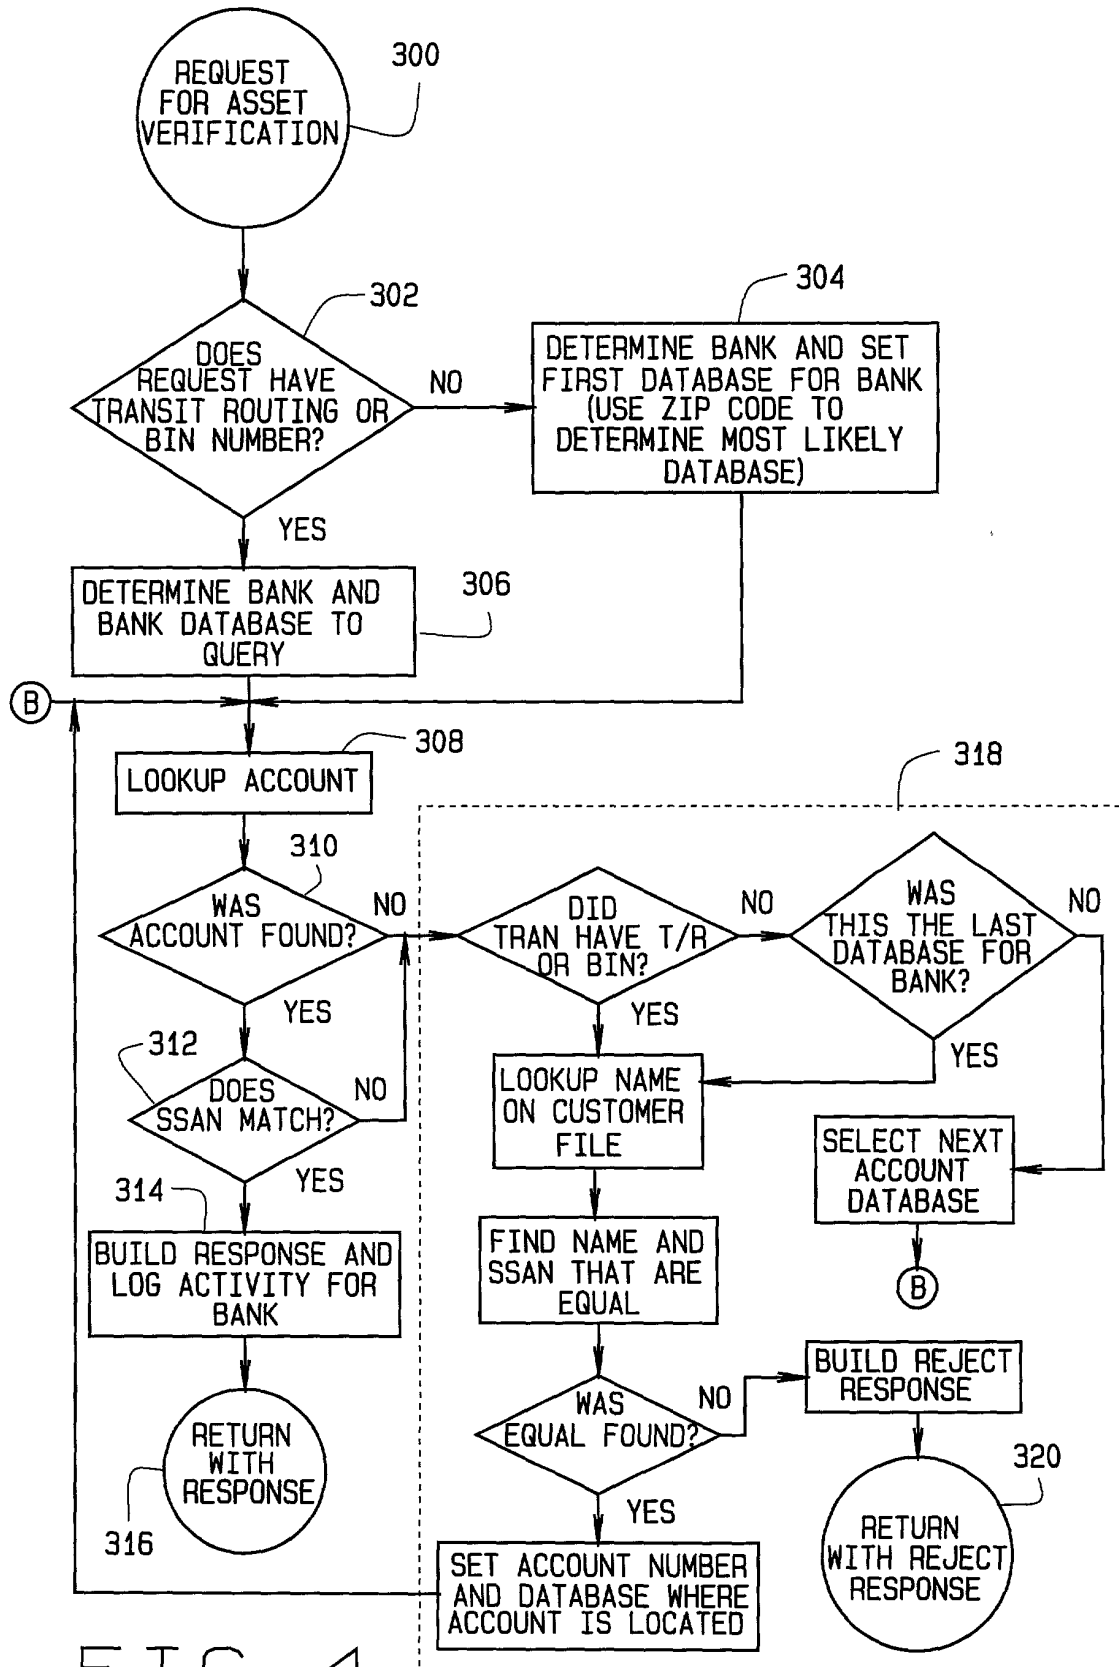 REQUEST
FOR ASSET
VERIFICATION
300
302
DOES
REQUEST HAVE
TRANSIT ROUTING OR
BIN NUMBER?
NO
YES
304
DETERMINE BANK AND SET
FIRST DATABASE FOR BANK
(USE ZIP CODE TO
DETERMINE MOST LIKELY
DATABASE)
306
DETERMINE BANK AND
BANK DATABASE TO
QUERY
B
308
LOOKUP ACCOUNT
310
WAS
ACCOUNT FOUND?
NO
YES
312
DOES
SSAN MATCH?
NO
YES
314
BUILD RESPONSE AND
LOG ACTIVITY FOR
BANK
RETURN
WITH
RESPONSE
316
318
DID
TRAN HAVE T/R
OR BIN?
NO
YES
WAS
THIS THE LAST
DATABASE FOR
BANK?
NO
YES
LOOKUP NAME
ON CUSTOMER
FILE
SELECT NEXT
ACCOUNT
DATABASE
B
FIND NAME AND
SSAN THAT ARE
EQUAL
WAS
EQUAL FOUND?
NO
YES
BUILD REJECT
RESPONSE
320
RETURN
WITH REJECT
RESPONSE
SET ACCOUNT NUMBER
AND DATABASE WHERE
ACCOUNT IS LOCATED
FIG. 4